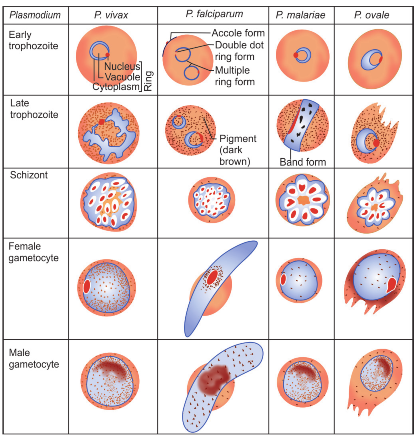 Plasmodium P. vivax P. falciparum P. malariae P. ovale
Early
trophozoite
Nucleus
Vacuole
Cytoplasm
Ring
Accole form
Double dot
ring form
Multiple
ring form
Late
trophozoite
Pigment
(dark
brown)
Band form
Schizont
Female
gametocyte
Male
gametocyte